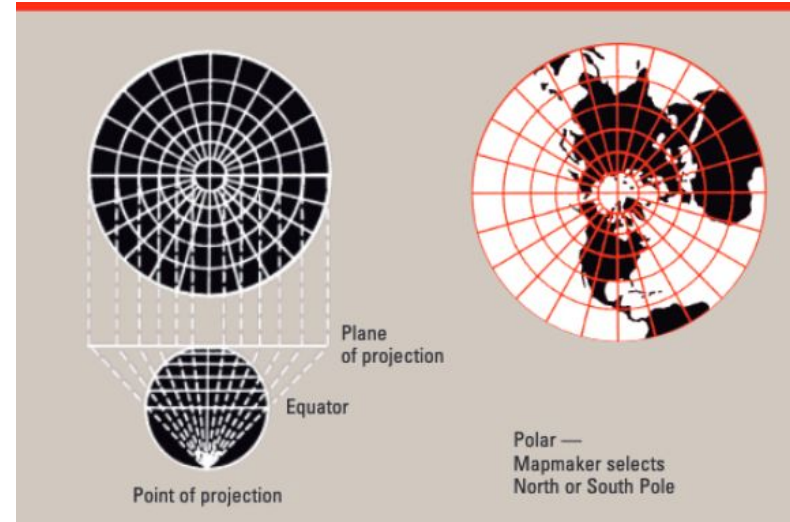 Plane
of projection
Equator
Point of projection
Polar —
Mapmaker selects
North or South Pole